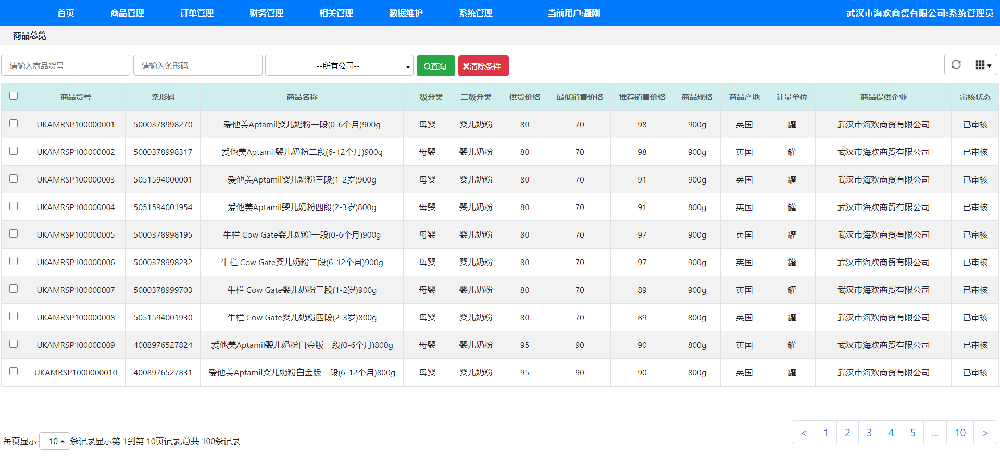 首页 商品管理 订单管理 财务管理 相关管理 数据维护 系统管理 当前用户:聂刚 武汉市海欢商贸有限公司:系统管理员
商品总览
请输入商品货号 请输入条形码 --所有公司-- 查询 清除条件
商品货号 条形码 商品名称 一级分类 二级分类 供货价格 最低销售价格 推荐销售价格 商品规格 商品产地 计量单位 商品提供企业 审核状态
UKAMRSP100000001 5000378998270 爱他美Aptamil婴儿奶粉一段(0-6个月)900g 母婴 婴儿奶粉 80 70 98 900g 英国 罐 武汉市海欢商贸有限公司 已审核
UKAMRSP100000002 5000378998317 爱他美Aptamil婴儿奶粉二段(6-12个月)900g 母婴 婴儿奶粉 80 70 98 900g 英国 罐 武汉市海欢商贸有限公司 已审核
UKAMRSP100000003 5051594000001 爱他美Aptamil婴儿奶粉三段(1-2岁)900g 母婴 婴儿奶粉 80 70 91 900g 英国 罐 武汉市海欢商贸有限公司 已审核
UKAMRSP100000004 5051594001954 爱他美Aptamil婴儿奶粉四段(2-3岁)800g 母婴 婴儿奶粉 80 70 91 800g 英国 罐 武汉市海欢商贸有限公司 已审核
UKAMRSP100000005 5000378998195 牛栏 Cow Gate婴儿奶粉一段(0-6个月)900g 母婴 婴儿奶粉 80 70 97 900g 英国 罐 武汉市海欢商贸有限公司 已审核
UKAMRSP100000006 5000378998232 牛栏 Cow Gate婴儿奶粉二段(6-12个月)900g 母婴 婴儿奶粉 80 70 97 900g 英国 罐 武汉市海欢商贸有限公司 已审核
UKAMRSP100000007 5000378999703 牛栏 Cow Gate婴儿奶粉三段(1-2岁)900g 母婴 婴儿奶粉 80 70 89 900g 英国 罐 武汉市海欢商贸有限公司 已审核
UKAMRSP100000008 5051594001930 牛栏 Cow Gate婴儿奶粉四段(2-3岁)800g 母婴 婴儿奶粉 80 70 89 800g 英国 罐 武汉市海欢商贸有限公司 已审核
UKAMRSP100000009 4008976527824 爱他美Aptamil婴儿奶粉白金版一段(0-6个月)800g 母婴 婴儿奶粉 95 90 90 800g 英国 罐 武汉市海欢商贸有限公司 已审核
UKAMRSP1000000010 4008976527831 爱他美Aptamil婴儿奶粉白金版二段(6-12个月)800g 母婴 婴儿奶粉 95 90 90 800g 英国 罐 武汉市海欢商贸有限公司 已审核
< 1 2 3 4 5 ... 10 >
每页显示 10 条记录显示第 1到第 10页记录,总共 100条记录